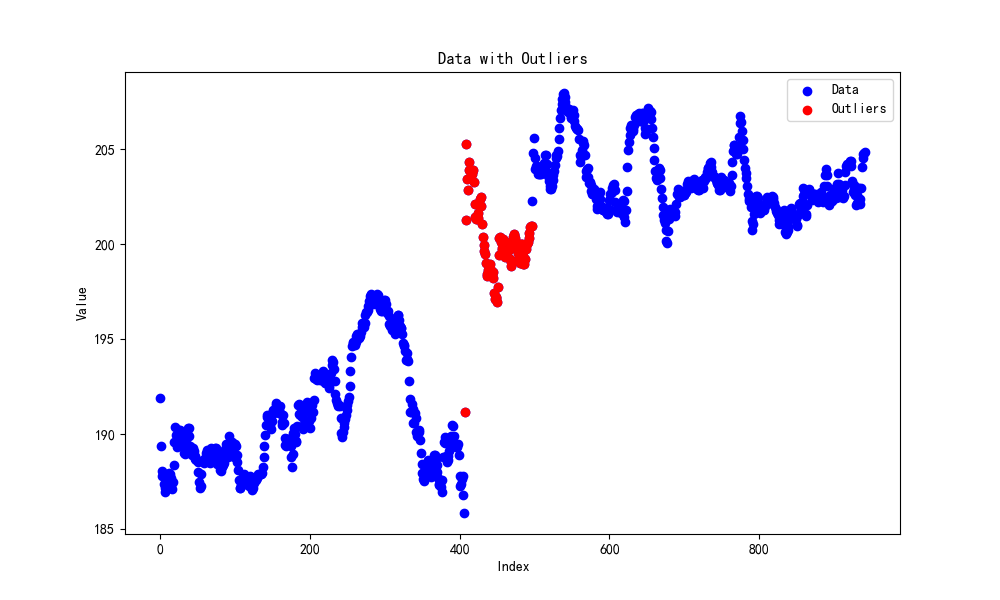 Data with Outliers
Data
Outliers
205
200
195
190
185
Value
0 200 400 600 800
Index